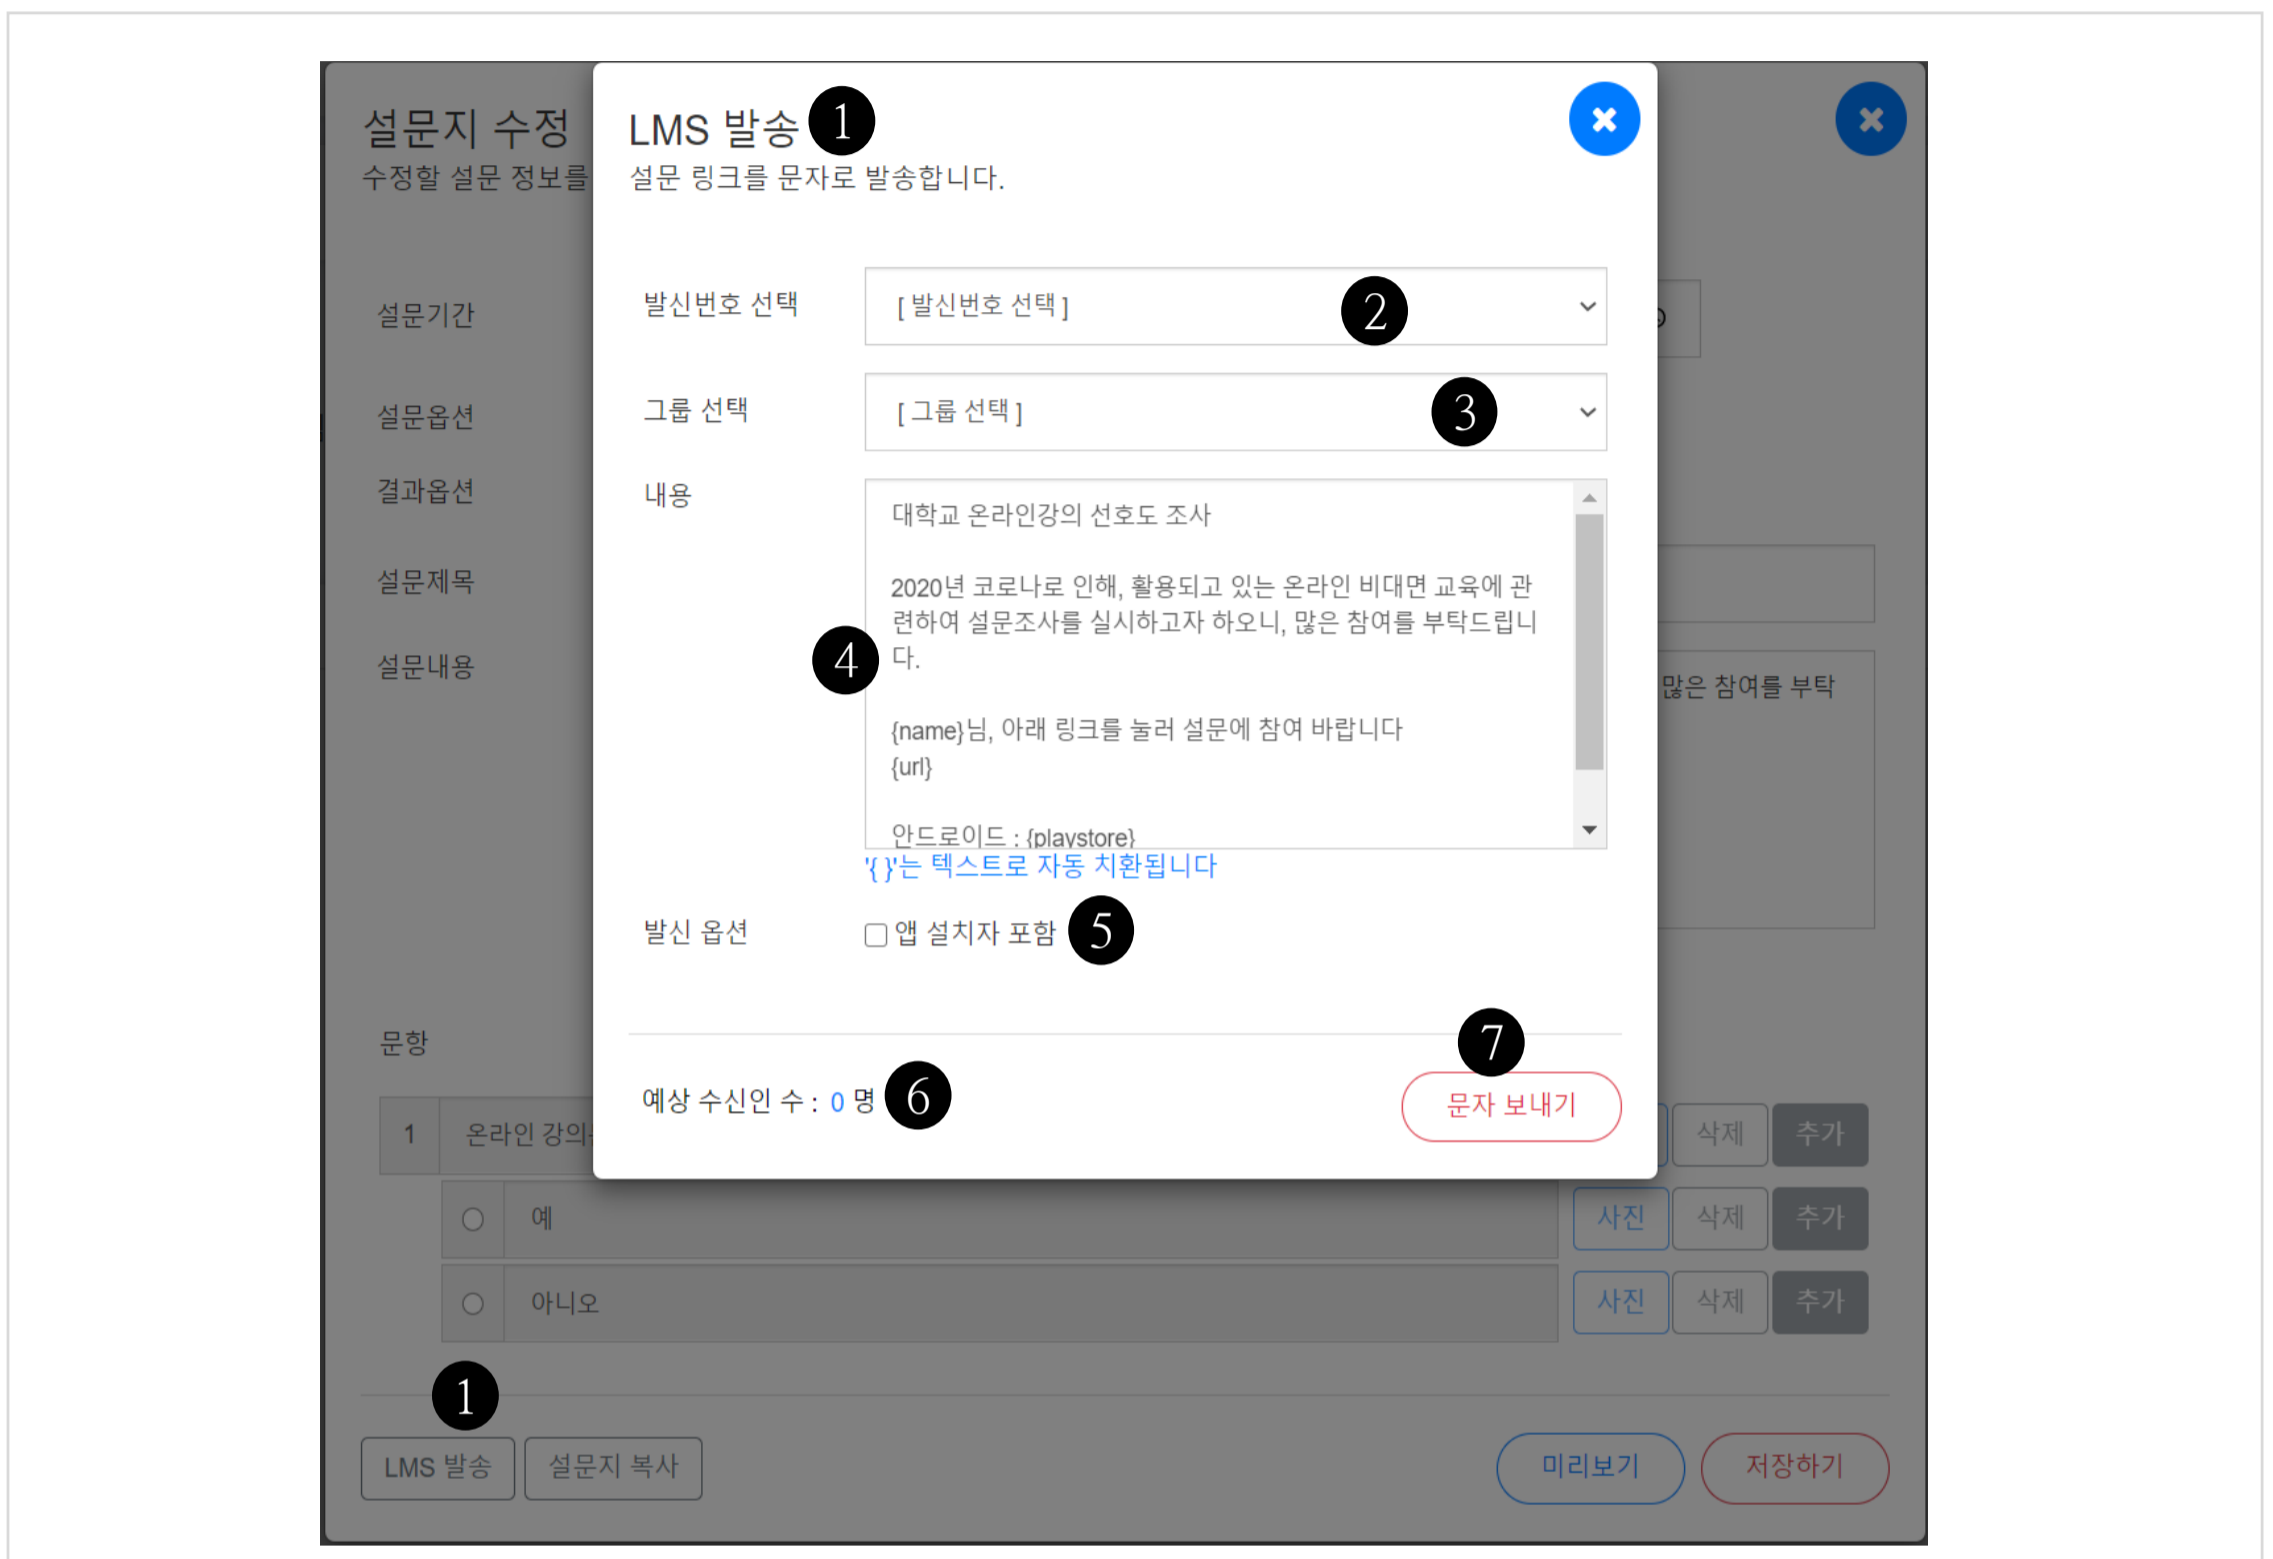 설문지 수정
수정할 설문 정보를
LMS 발송 1
설문 링크를 문자로 발송합니다.
발신번호 선택 [ 발신번호 선택 ] 2
그룹 선택 [ 그룹 선택 ] 3
내용
대학교 온라인강의 선호도 조사
2020년 코로나로 인해, 활용되고 있는 온라인 비대면 교육에 관
련하여 설문조사를 실시하고자 하오니, 많은 참여를 부탁드립니
다.
4
{name}님, 아래 링크를 눌러 설문에 참여 바랍니다
{url}
안드로이드 : {playstore}
'{ }'는 텍스트로 자동 치환됩니다
발신 옵션 앱 설치자 포함 5
예상 수신인 수 : 0 명 6
7
문자 보내기
설문기간
설문옵션
결과옵션
설문제목
설문내용
많은 참여를 부탁
문항
1 온라인 강의
삭제 추가
예 사진 삭제 추가
아니오 사진 삭제 추가
1
LMS 발송 설문지 복사 미리보기 저장하기